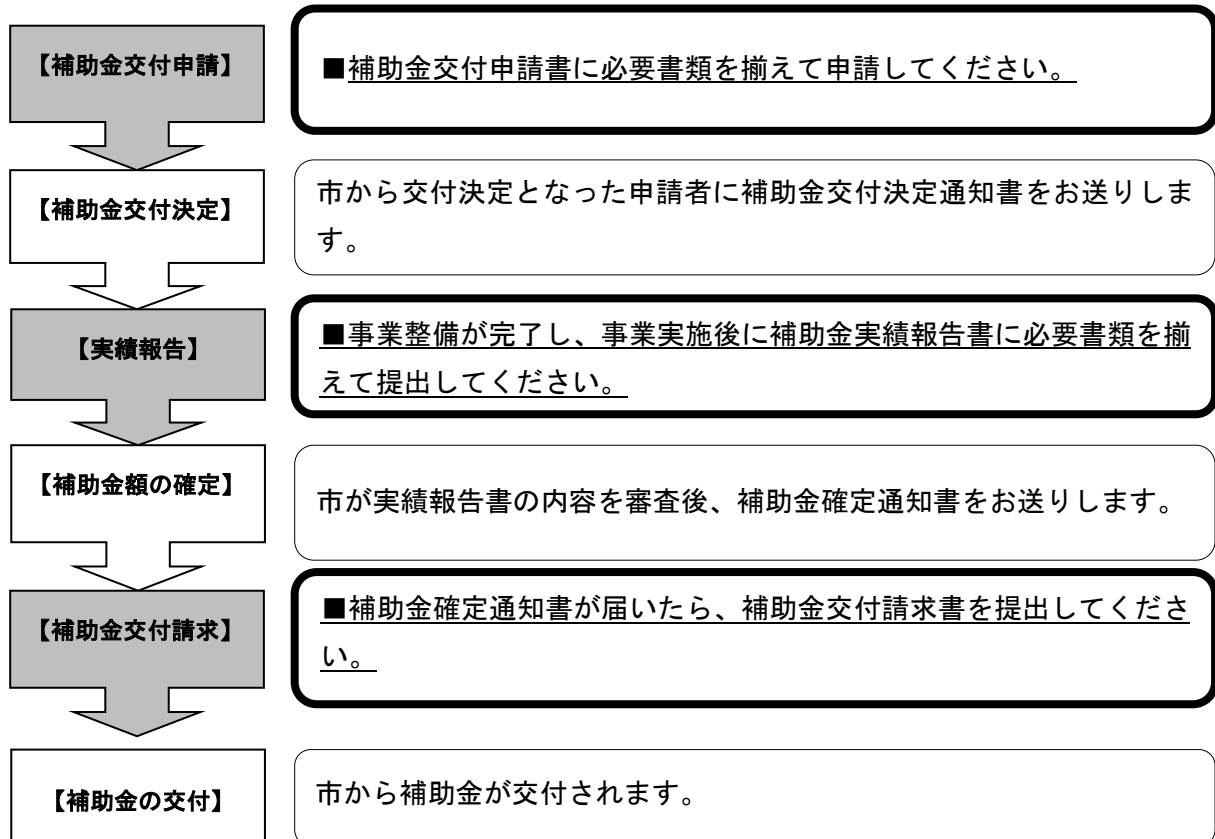 【補助金交付申請】
■補助金交付申請書に必要書類を揃えて申請してください。
【補助金交付決定】
市から交付決定となった申請者に補助金交付決定通知書をお送りしま
す。
【実績報告】
■事業整備が完了し、事業実施後に補助金実績報告書に必要書類を揃
えて提出してください。
【補助金額の確定】
市が実績報告書の内容を審査後、補助金確定通知書をお送りします。
【補助金交付請求】
■補助金確定通知書が届いたら、補助金交付請求書を提出してくださ
い。
【補助金の交付】
市から補助金が交付されます。